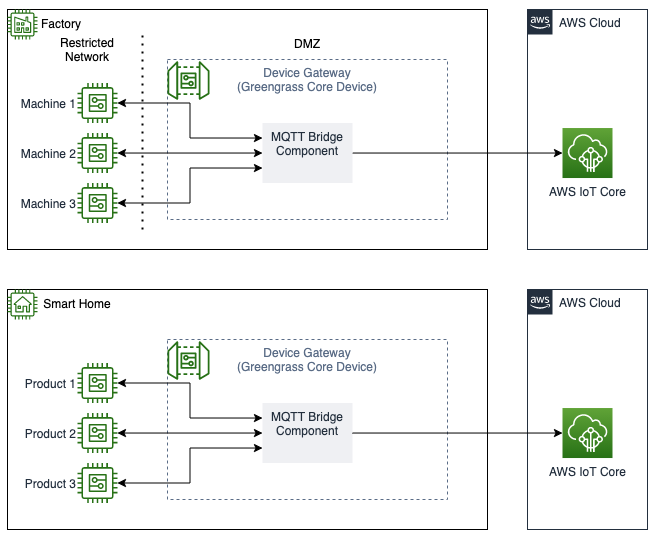 Factory
aws
AWS Cloud
Restricted
Network
DMZ
Device Gateway
(Greengrass Core Device)
Machine 1
MQTT Bridge
Component
Machine 2
AWS IoT Core
Machine 3
Smart Home
aws
AWS Cloud
Device Gateway
(Greengrass Core Device)
Product 1
MQTT Bridge
Component
Product 2
AWS IoT Core
Product 3